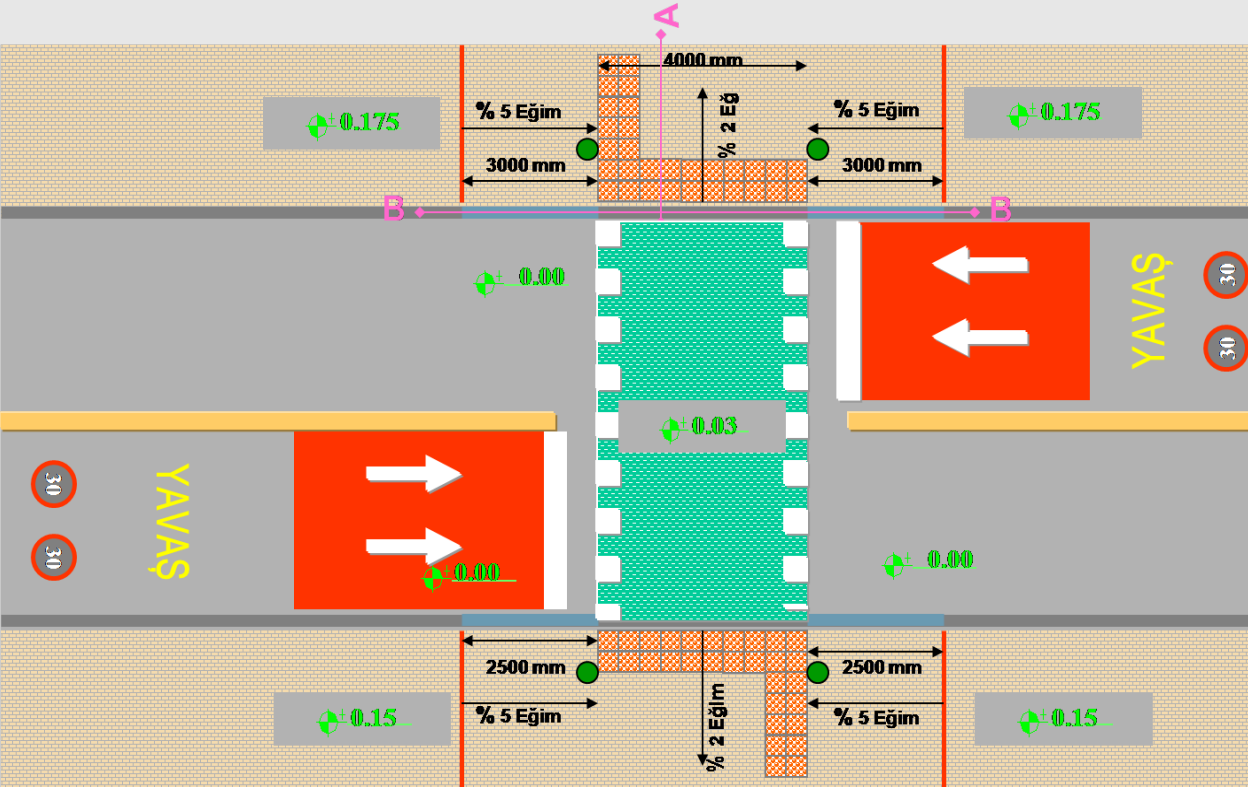 A
4000 mm
% 5 Eğim
% 2 Eğ
% 5 Eğim
± 0.175
± 0.175
3000 mm
3000 mm
B
B
± 0.00
YAVAŞ
30
30
± 0.03
30
30
YAVAŞ
± 0.00
± 0.00
2500 mm
2500 mm
% 5 Eğim
% 2 Eğim
% 5 Eğim
± 0.15
± 0.15